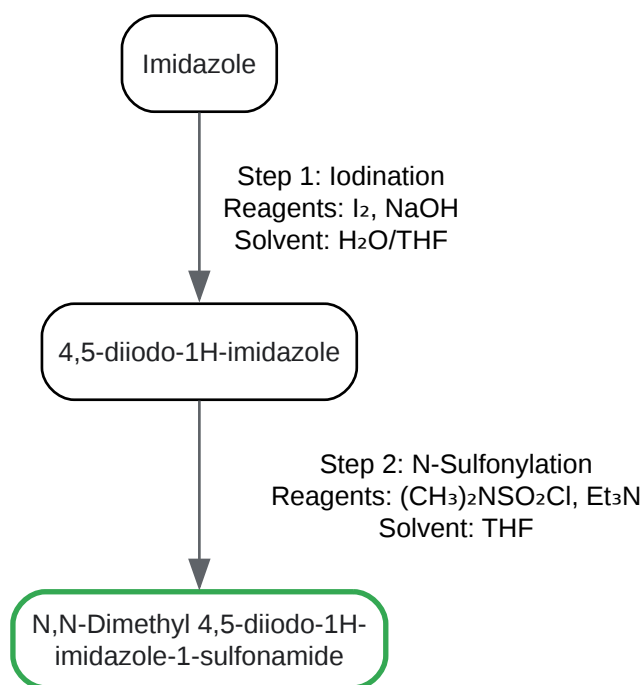 Imidazole
Step 1: Iodination
Reagents: I₂, NaOH
Solvent: H₂O/THF
4,5-diiodo-1H-imidazole
Step 2: N-Sulfonylation
Reagents: (CH₃)₂NSO₂Cl, Et₃N
Solvent: THF
N,N-Dimethyl 4,5-diiodo-1H-
imidazole-1-sulfonamide